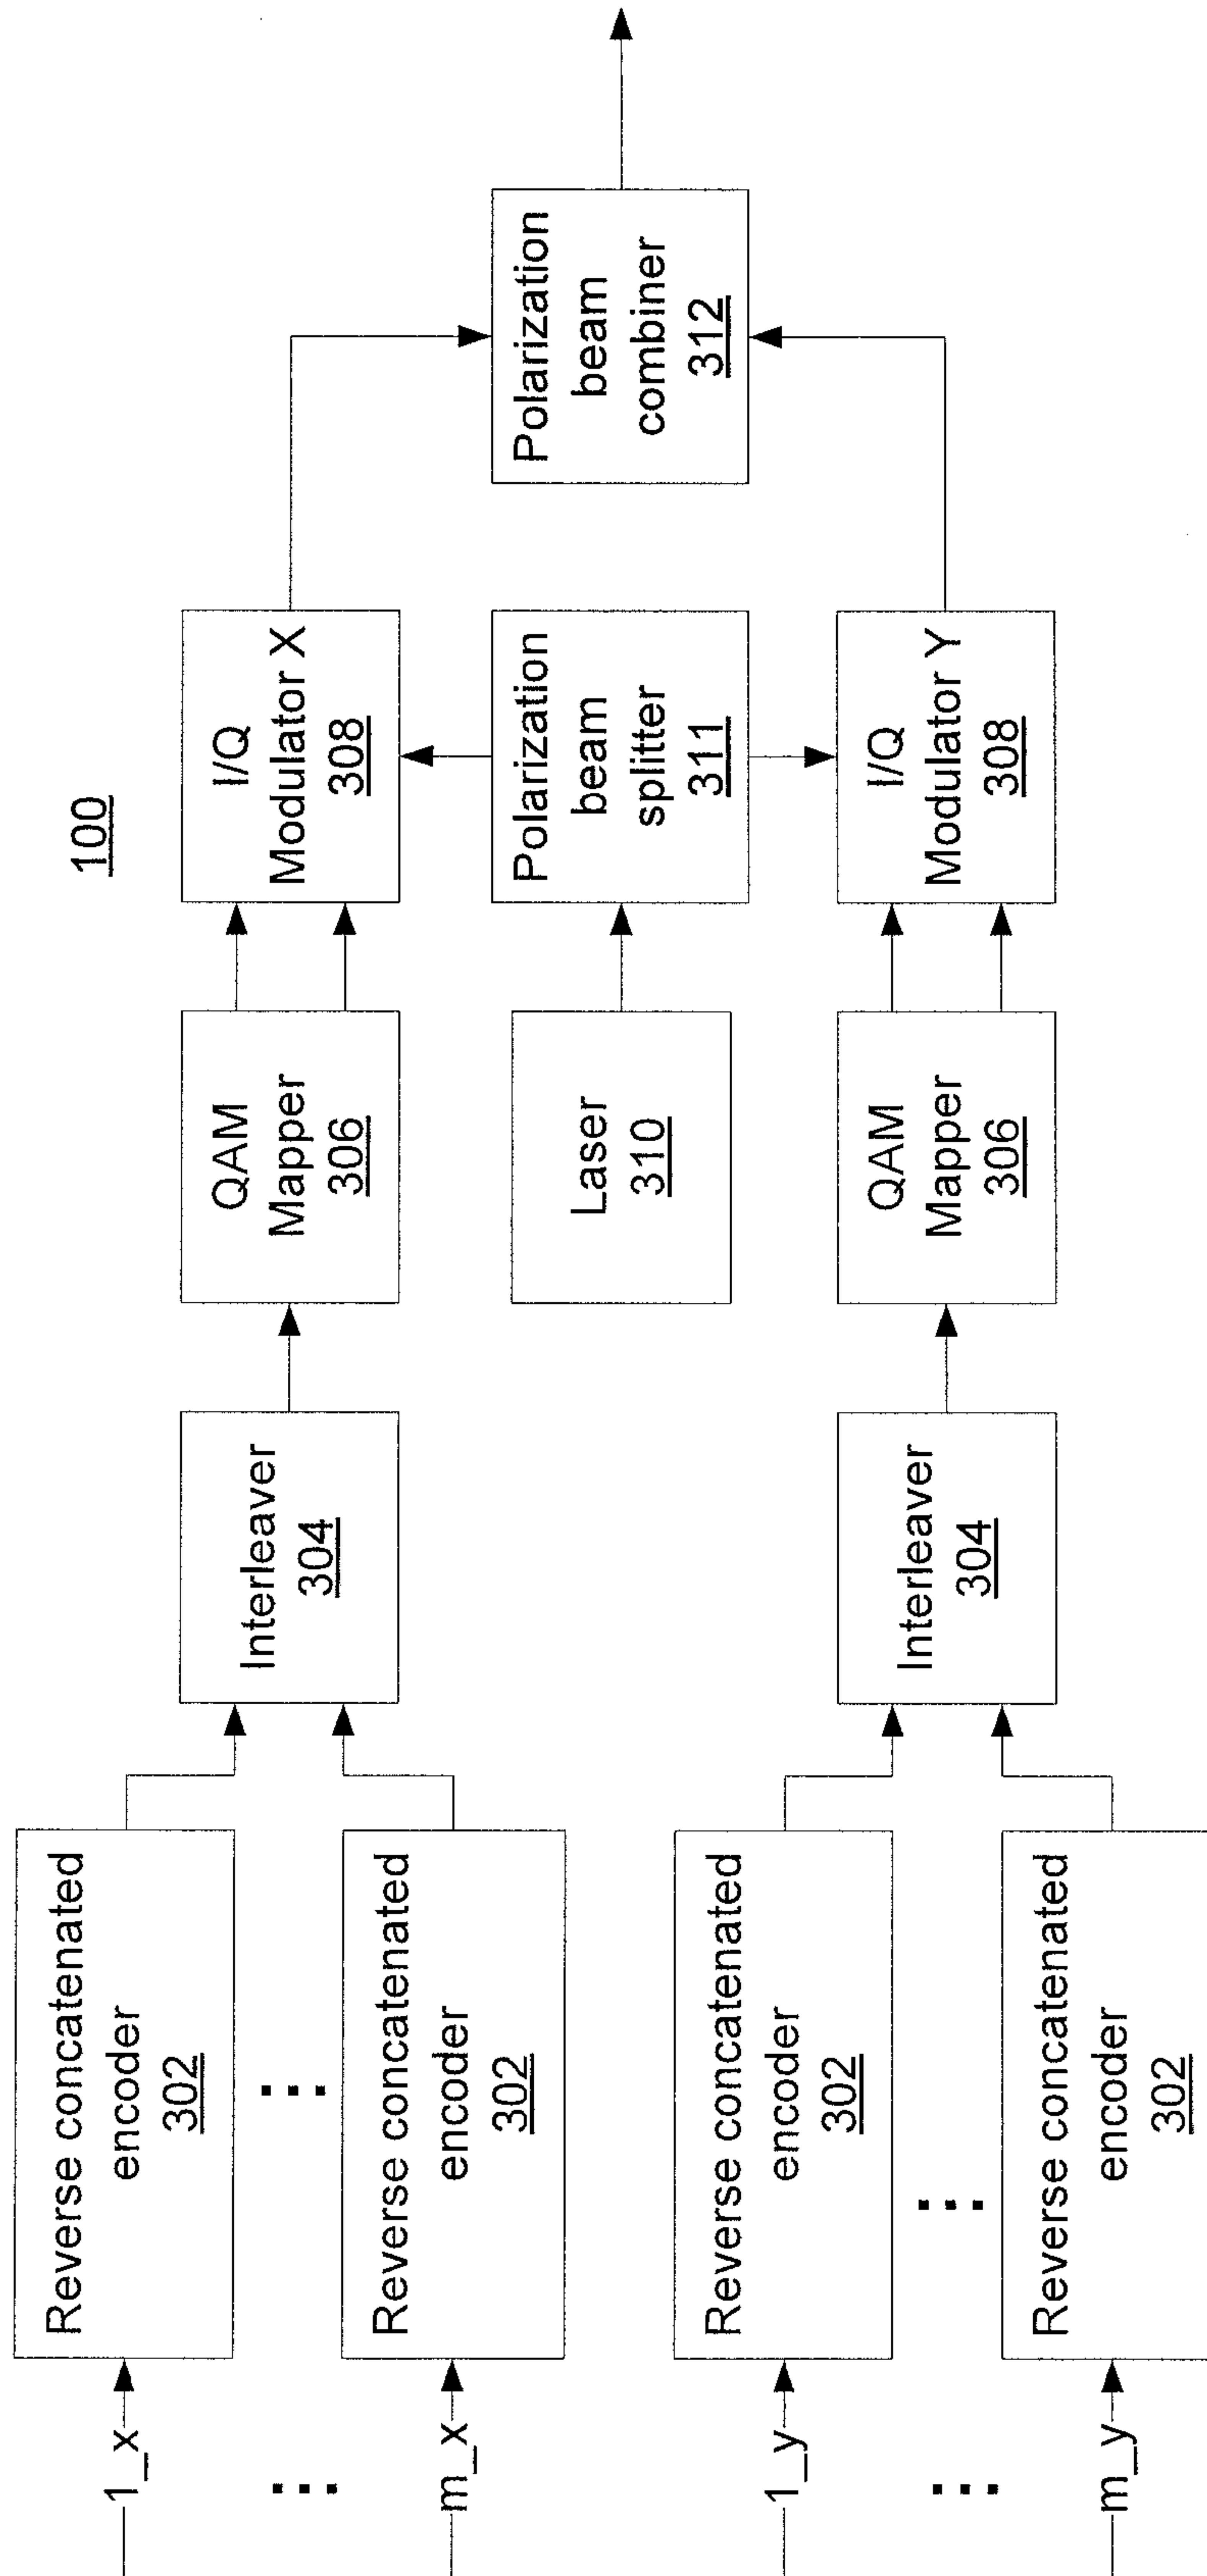 100
1_x
Reverse concatenated
encoder
302
...
...
m_x
Reverse concatenated
encoder
302
Interleaver
304
QAM
Mapper
306
I/Q
Modulator X
308
Laser
310
Polarization
beam
splitter
311
Polarization
beam
combiner
312
1_y
Reverse concatenated
encoder
302
...
...
m_y
Reverse concatenated
encoder
302
Interleaver
304
QAM
Mapper
306
I/Q
Modulator Y
308